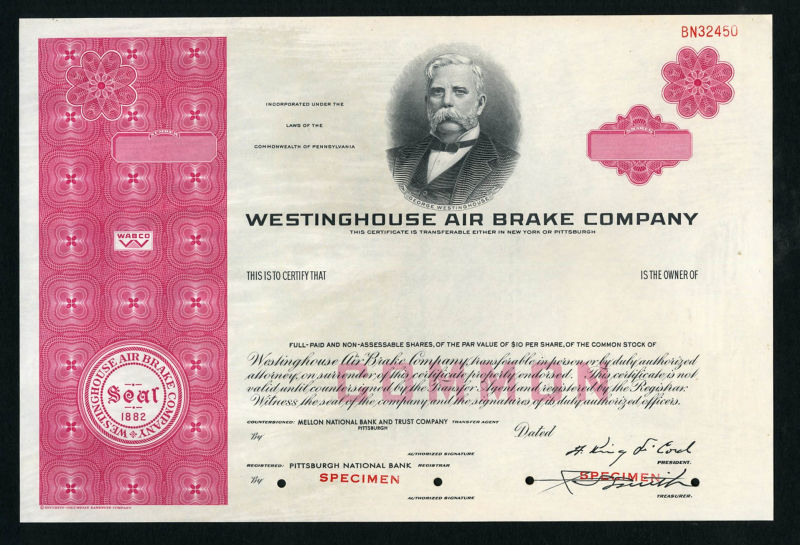 BN32450
NUMBER
SHARES
INCORPORATED UNDER THE
LAWS OF THE
COMMONWEALTH OF PENNSYLVANIA
GEORGE WESTINGHOUSE
WESTINGHOUSE AIR BRAKE COMPANY
THIS CERTIFICATE IS TRANSFERABLE EITHER IN NEW YORK OR PITTSBURGH
WABCO
THIS IS TO CERTIFY THAT
IS THE OWNER OF
FULL-PAID AND NON-ASSESSABLE SHARES, OF THE PAR VALUE OF $10 PER SHARE, OF THE COMMON STOCK OF
Westinghouse Air Brake Company, transferable in person or by duly authorized
attorney, on surrender of this certificate properly endorsed. This certificate is not
valid until countersigned by the Transfer Agent and registered by the Registrar.
Witness, the seal of the company and the signatures of its duly authorized officers.
COMMON
WESTINGHOUSE AIR BRAKE COMPANY
Seal
1882
COUNTERSIGNED: MELLON NATIONAL BANK AND TRUST COMPANY TRANSFER AGENT
PITTSBURGH
By
Dated
AUTHORIZED SIGNATURE
PRESIDENT.
REGISTERED: PITTSBURGH NATIONAL BANK REGISTRAR
By
SPECIMEN
SPECIMEN
AUTHORIZED SIGNATURE
TREASURER.
© SECURITY-COLUMBIAN BANKNOTE COMPANY